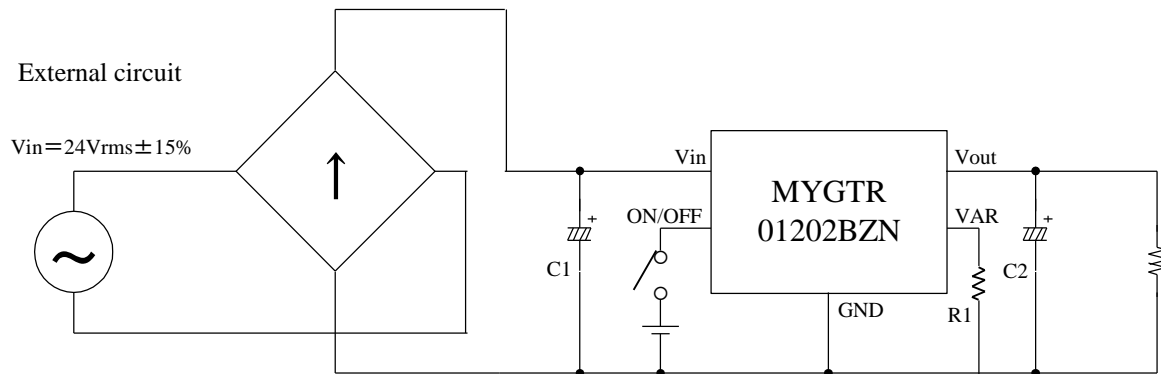 External circuit
Vin＝24Vrms±15%
Vin
Vout
MYGTR
01202BZN
ON/OFF
VAR
+
+
C1
C2
GND
R1